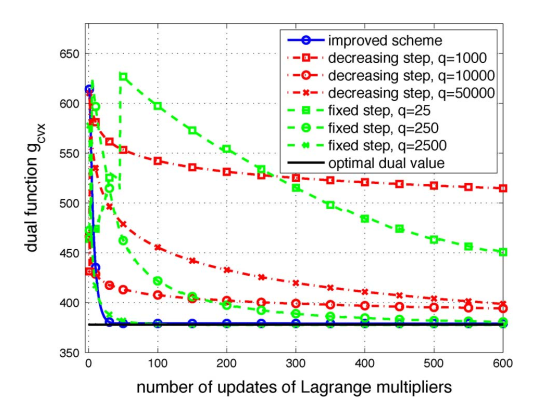 650
600
550
500
450
400
350
dual function g_cvx
improved scheme
decreasing step, q=1000
decreasing step, q=10000
decreasing step, q=50000
fixed step, q=25
fixed step, q=250
fixed step, q=2500
optimal dual value
0 100 200 300 400 500 600
number of updates of Lagrange multipliers